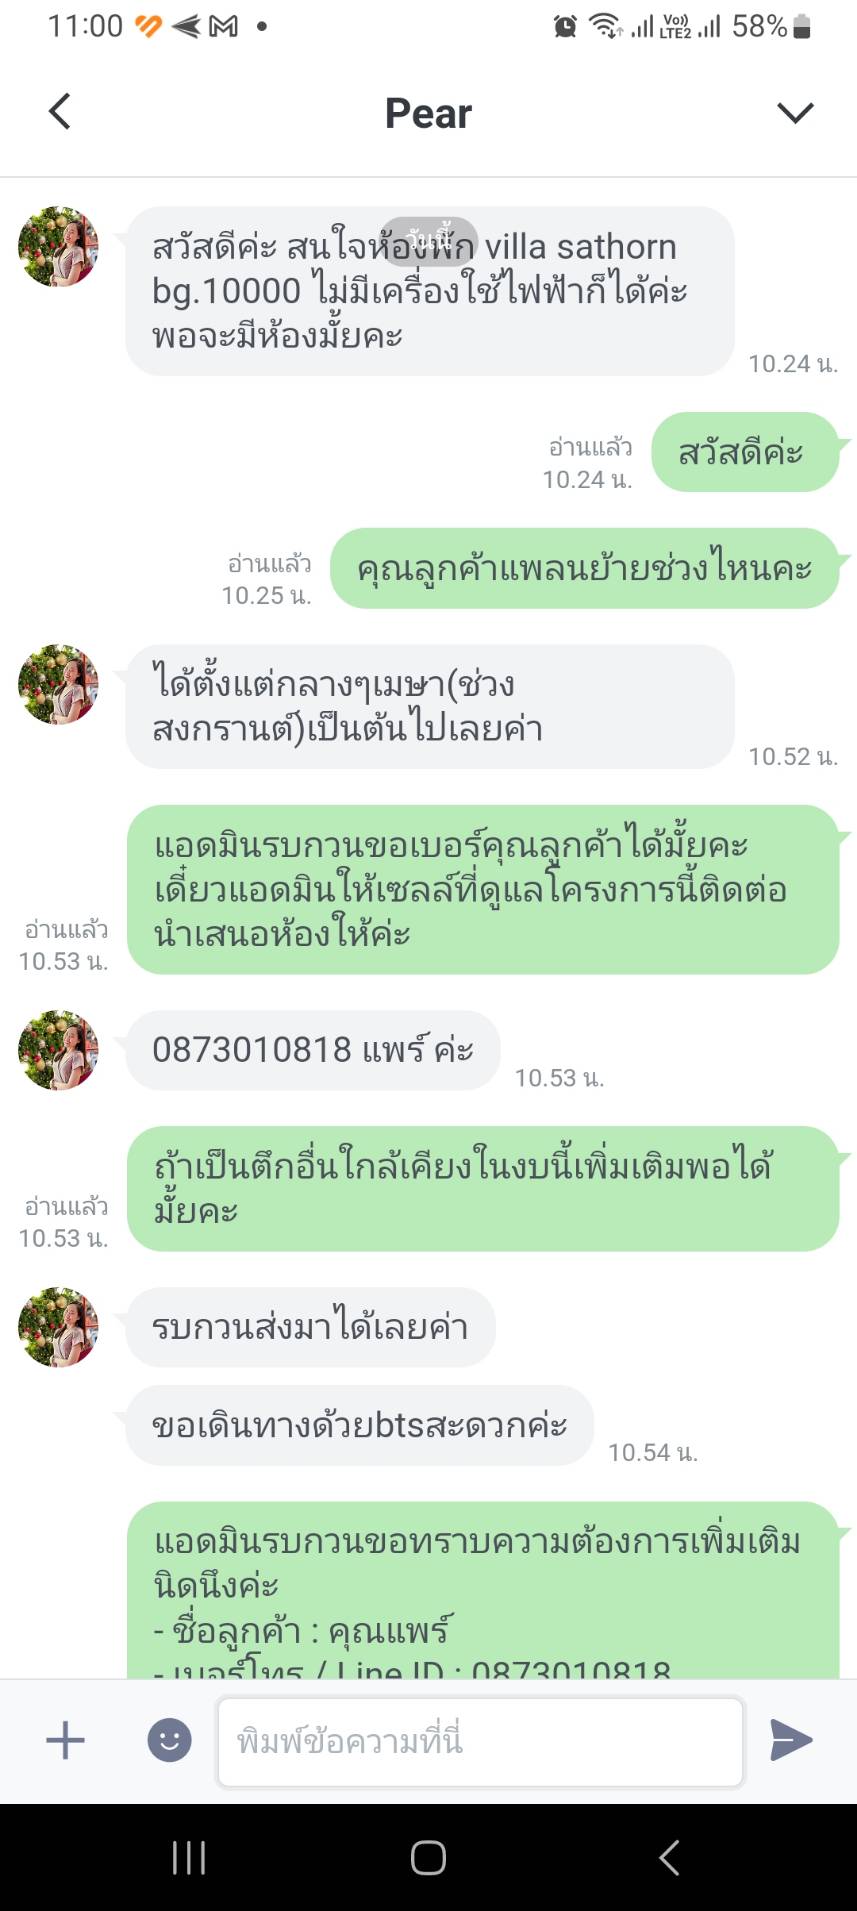 11:00
Vo))
LTE2
58%
Pear
วันนี้
สวัสดีค่ะ สนใจห้องพัก villa sathorn
bg.10000 ไม่มีเครื่องใช้ไฟฟ้าก็ได้ค่ะ
พอจะมีห้องมั้ยคะ
10.24 น.
อ่านแล้ว
10.24 น.
สวัสดีค่ะ
อ่านแล้ว
10.25 น.
คุณลูกค้าแพลนย้ายช่วงไหนคะ
ได้ตั้งแต่กลางๆเมษา(ช่วง
สงกรานต์)เป็นต้นไปเลยค่า
10.52 น.
แอดมินรบกวนขอเบอร์คุณลูกค้าได้มั้ยคะ
เดี๋ยวแอดมินให้เซลล์ที่ดูแลโครงการนี้ติดต่อ
นำเสนอห้องให้ค่ะ
อ่านแล้ว
10.53 น.
0873010818 แพร์ ค่ะ
10.53 น.
ถ้าเป็นตึกอื่นใกล้เคียงในงบนี้เพิ่มเติมพอได้
มั้ยคะ
อ่านแล้ว
10.53 น.
รบกวนส่งมาได้เลยค่า
ขอเดินทางด้วยbtsสะดวกค่ะ
10.54 น.
แอดมินรบกวนขอทราบความต้องการเพิ่มเติม
นิดนึงค่ะ
- ชื่อลูกค้า : คุณแพร์
- เบอร์โทร / Line ID : 0873010818
พิมพ์ข้อความที่นี่